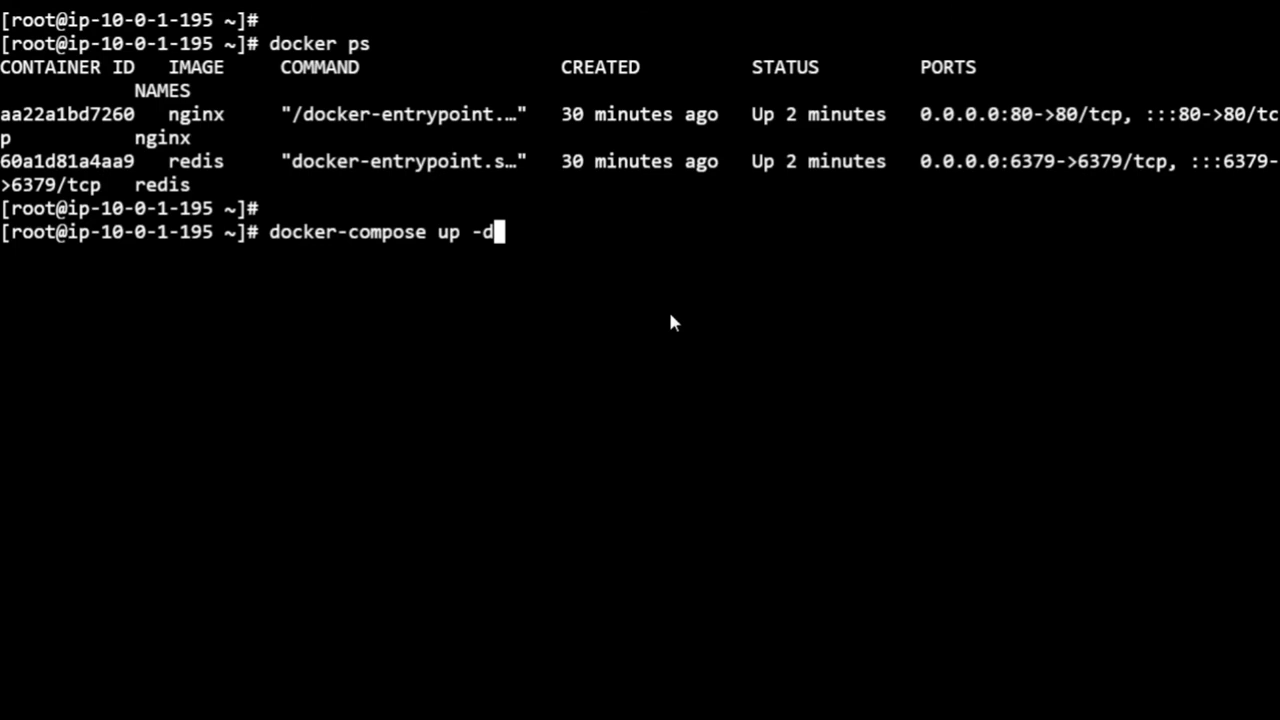 [root@ip-10-0-1-195 ~]#
[root@ip-10-0-1-195 ~]# docker ps
CONTAINER ID   IMAGE     COMMAND                  CREATED          STATUS         PORTS
            NAMES
aa22a1bd7260   nginx     "/docker-entrypoint.…"   30 minutes ago   Up 2 minutes   0.0.0.0:80->80/tcp, :::80->80/tc
p           nginx
60a1d81a4aa9   redis     "docker-entrypoint.s…"   30 minutes ago   Up 2 minutes   0.0.0.0:6379->6379/tcp, :::6379-
>6379/tcp   redis
[root@ip-10-0-1-195 ~]#
[root@ip-10-0-1-195 ~]# docker-compose up -d